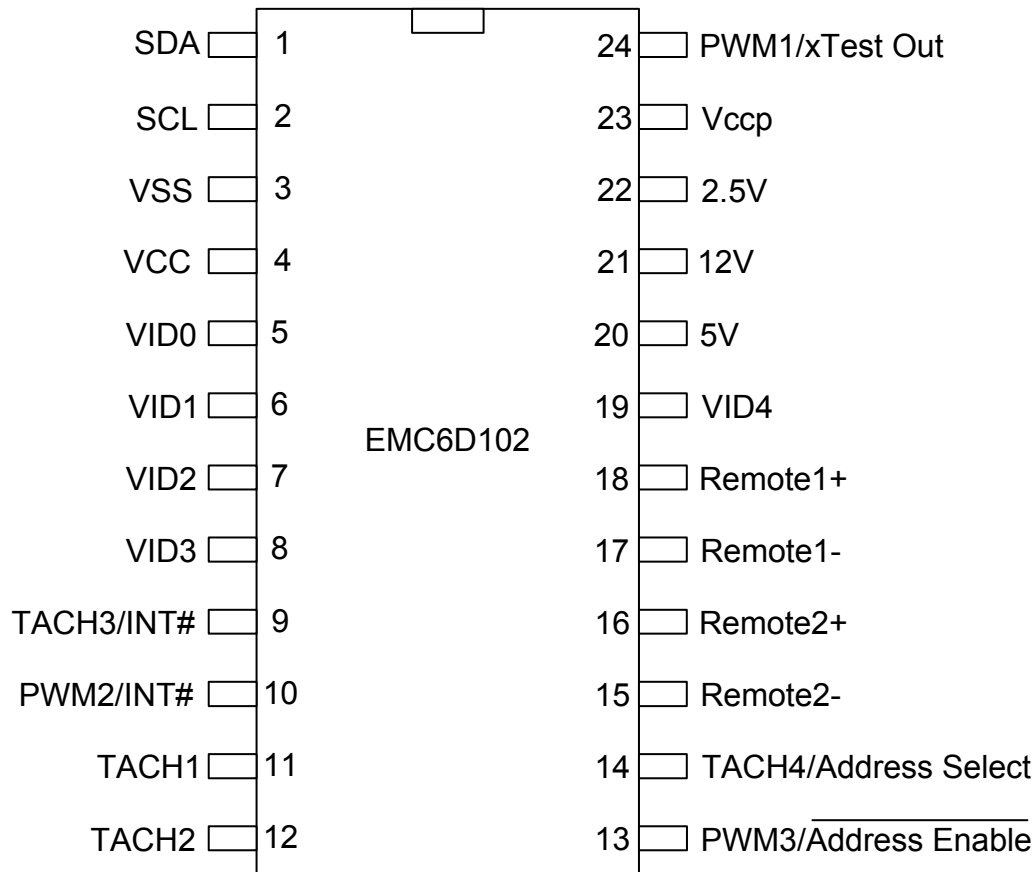 SDA 1 24 PWM1/xTest Out
SCL 2 23 Vccp
VSS 3 22 2.5V
VCC 4 21 12V
VID0 5 20 5V
VID1 6 19 VID4
EMC6D102
VID2 7 18 Remote1+
VID3 8 17 Remote1-
TACH3/INT# 9 16 Remote2+
PWM2/INT# 10 15 Remote2-
TACH1 11 14 TACH4/Address Select
TACH2 12 13 PWM3/Address Enable